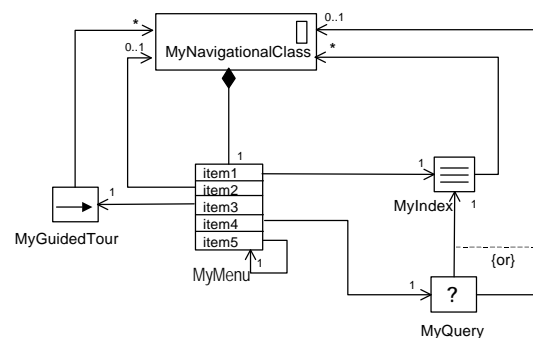 * 0..1
0..1 MyNavigationalClass *
1
item1 1
item2 MyIndex 1
1 item3
item4
MyGuidedTour item5
1
MyMenu {or}
1 ?
MyQuery